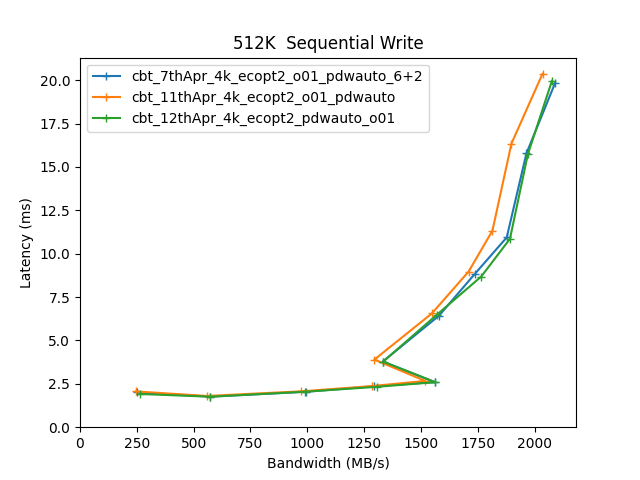 512K  Sequential Write
cbt_7thApr_4k_ecopt2_o01_pdwauto_6+2
cbt_11thApr_4k_ecopt2_o01_pdwauto
cbt_12thApr_4k_ecopt2_pdwauto_o01
Latency (ms)
20.0
17.5
15.0
12.5
10.0
7.5
5.0
2.5
0.0
0 250 500 750 1000 1250 1500 1750 2000
Bandwidth (MB/s)